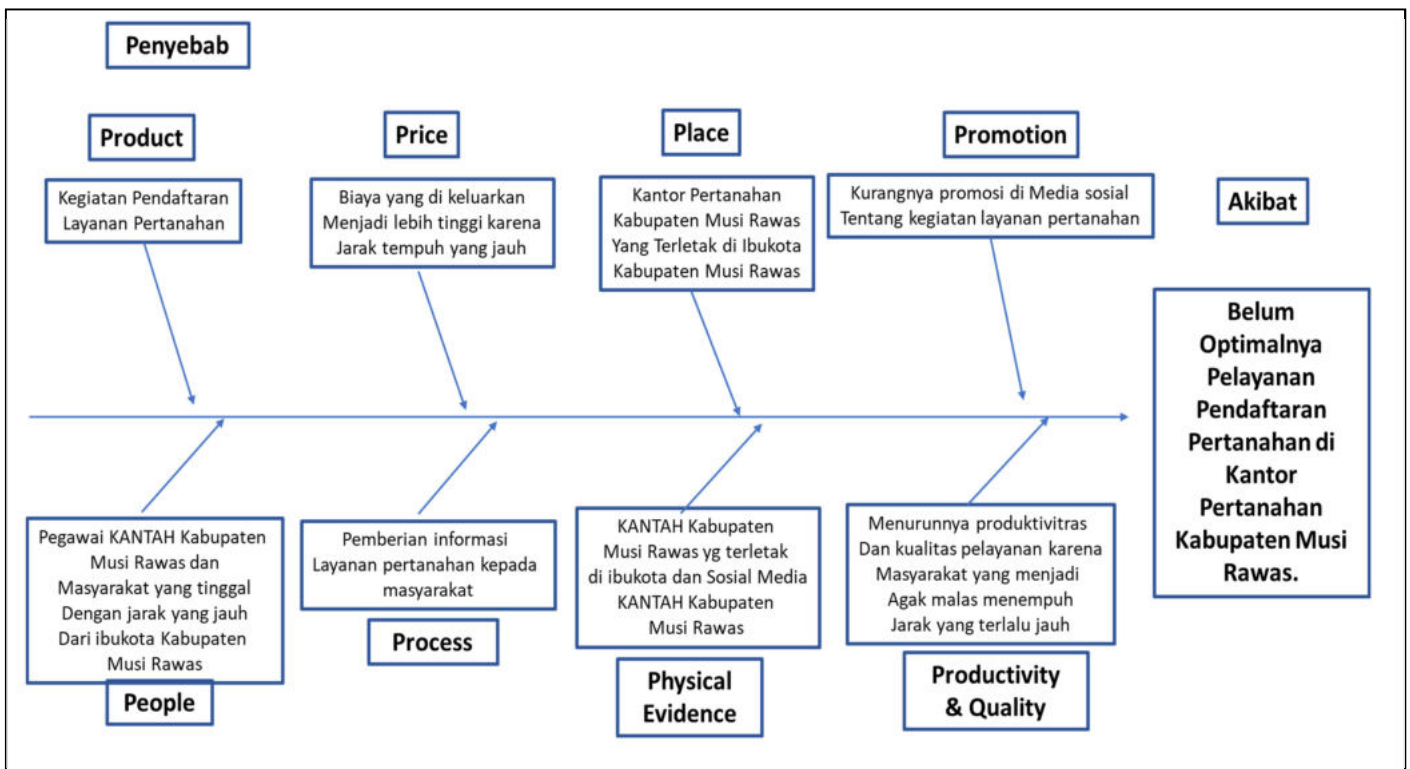 Penyebab
Product
Price
Place
Promotion
Kegiatan Pendaftaran
Layanan Pertanahan
Biaya yang di keluarkan
Menjadi lebih tinggi karena
Jarak tempuh yang jauh
Kantor Pertanahan
Kabupaten Musi Rawas
Yang Terletak di Ibukota
Kabupaten Musi Rawas
Kurangnya promosi di Media sosial
Tentang kegiatan layanan pertanahan
Akibat
Belum
Optimalnya
Pelayanan
Pendaftaran
Pertanahan di
Kantor
Pertanahan
Kabupaten Musi
Rawas.
Pegawai KANTAH Kabupaten
Musi Rawas dan
Masyarakat yang tinggal
Dengan jarak yang jauh
Dari ibukota Kabupaten
Musi Rawas
People
Pemberian informasi
Layanan pertanahan kepada
masyarakat
Process
KANTAH Kabupaten
Musi Rawas yg terletak
di ibukota dan Sosial Media
KANTAH Kabupaten
Musi Rawas
Physical
Evidence
Menurunnya produktivitras
Dan kualitas pelayanan karena
Masyarakat yang menjadi
Agak malas menempuh
Jarak yang terlalu jauh
Productivity
& Quality